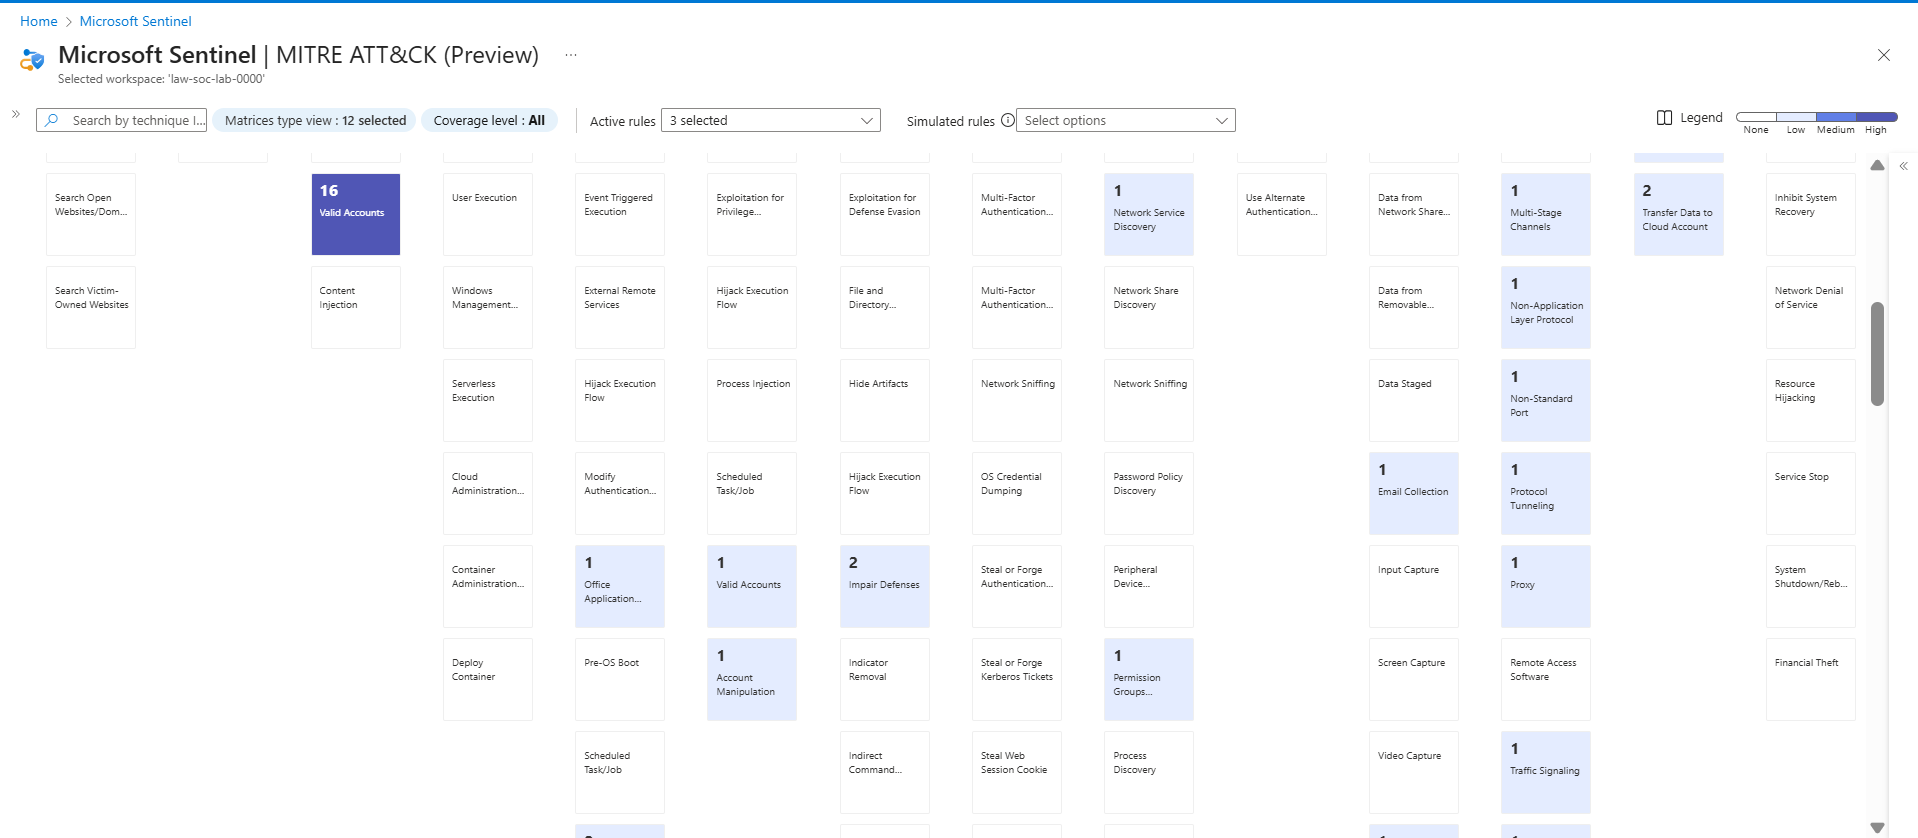 Home > Microsoft Sentinel
Microsoft Sentinel | MITRE ATT&CK (Preview) ...
Selected workspace: 'law-soc-lab-0000'
Search by technique I...
Matrices type view : 12 selected
Coverage level : All
Active rules
3 selected
Simulated rules
Select options
Legend
None
Low
Medium
High
Search Open
Websites/Dom...
16
Valid Accounts
User Execution
Event Triggered
Execution
Exploitation for
Privilege...
Exploitation for
Defense Evasion
Multi-Factor
Authentication...
1
Network Service
Discovery
Use Alternate
Authentication...
Data from
Network Share...
1
Multi-Stage
Channels
2
Transfer Data to
Cloud Account
Inhibit System
Recovery
Search Victim-
Owned Websites
Content
Injection
Windows
Management...
External Remote
Services
Hijack Execution
Flow
File and
Directory...
Multi-Factor
Authentication...
Network Share
Discovery
Data from
Removable...
1
Non-Application
Layer Protocol
Network Denial
of Service
Serverless
Execution
Hijack Execution
Flow
Process Injection
Hide Artifacts
Network Sniffing
Network Sniffing
Data Staged
1
Non-Standard
Port
Resource
Hijacking
Cloud
Administration...
Modify
Authentication...
Scheduled
Task/Job
Hijack Execution
Flow
OS Credential
Dumping
Password Policy
Discovery
1
Email Collection
1
Protocol
Tunneling
Service Stop
Container
Administration...
1
Office
Application...
1
Valid Accounts
2
Impair Defenses
Steal or Forge
Authentication...
Peripheral
Device...
Input Capture
1
Proxy
System
Shutdown/Reb...
Deploy
Container
Pre-OS Boot
1
Account
Manipulation
Indicator
Removal
Steal or Forge
Kerberos Tickets
1
Permission
Groups...
Screen Capture
Remote Access
Software
Financial Theft
Scheduled
Task/Job
Indirect
Command...
Steal Web
Session Cookie
Process
Discovery
Video Capture
1
Traffic Signaling